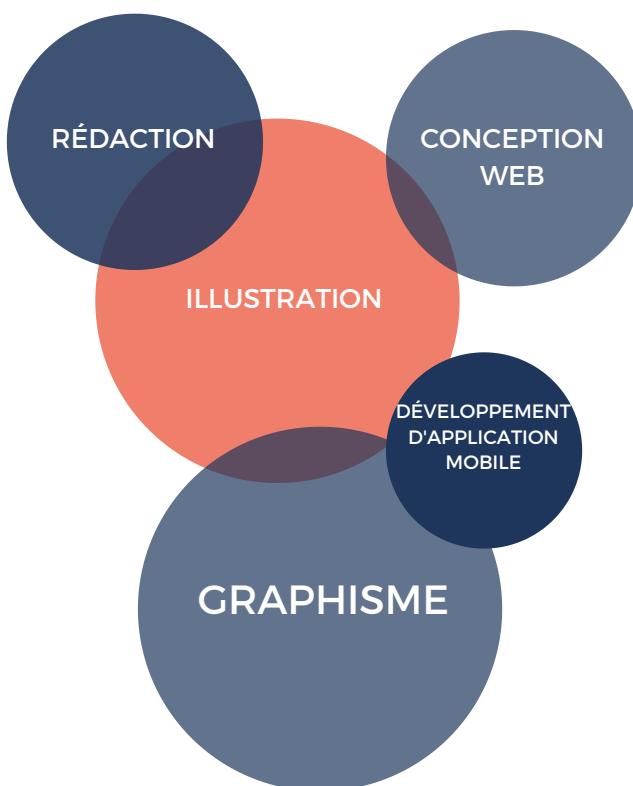 RÉDACTION
CONCEPTION
WEB
ILLUSTRATION
DÉVELOPPEMENT
D'APPLICATION
MOBILE
GRAPHISME